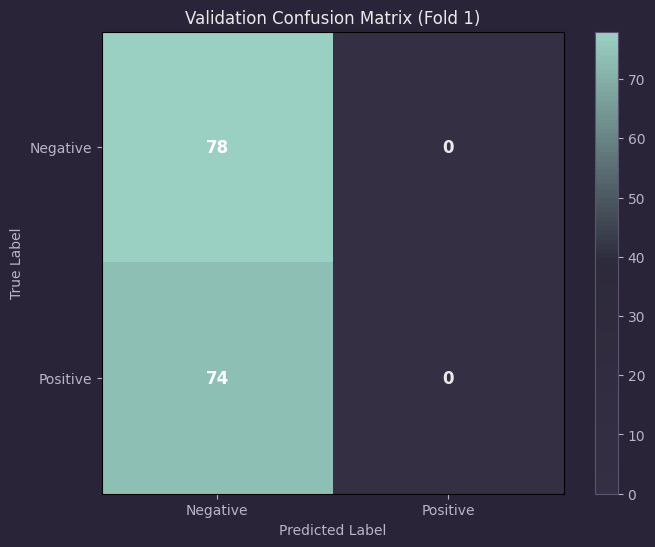 Validation Confusion Matrix (Fold 1)
True Label
Negative
78
0
Positive
74
0
Negative
Positive
Predicted Label
70
60
50
40
30
20
10
0